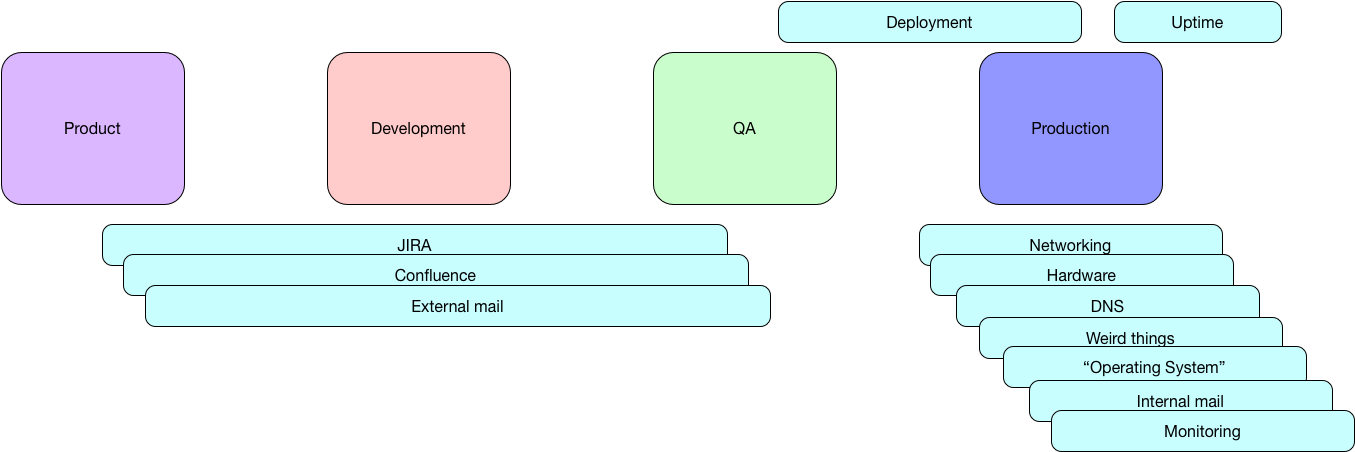 Deployment
Uptime
Product
Development
QA
Production
JIRA
Confluence
External mail
Networking
Hardware
DNS
Weird things
“Operating System”
Internal mail
Monitoring